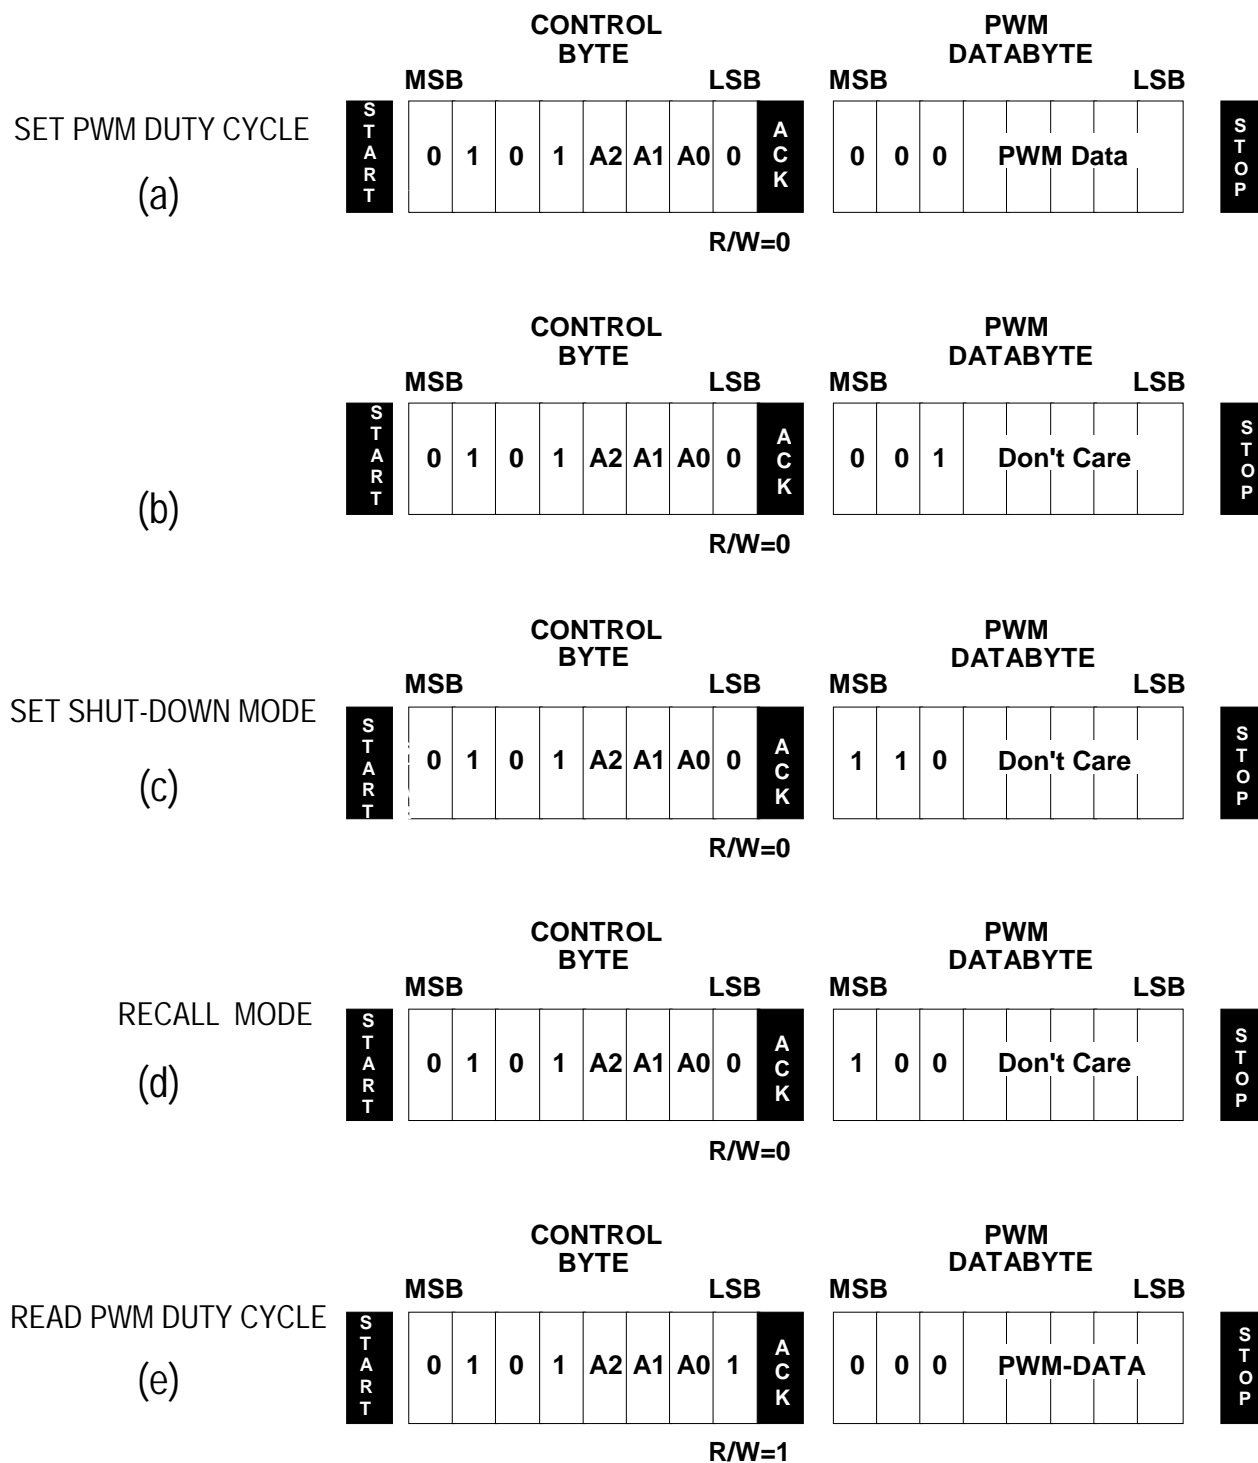 CONTROL BYTE PWM DATABYTE
MSB LSB MSB LSB
SET PWM DUTY CYCLE
(a)
START 0 1 0 1 A2 A1 A0 0 ACK 0 0 0 PWM Data STOP
R/W=0
CONTROL BYTE PWM DATABYTE
MSB LSB MSB LSB
(b)
START 0 1 0 1 A2 A1 A0 0 ACK 0 0 1 Don't Care STOP
R/W=0
CONTROL BYTE PWM DATABYTE
MSB LSB MSB LSB
SET SHUT-DOWN MODE
(c)
START 0 1 0 1 A2 A1 A0 0 ACK 1 1 0 Don't Care STOP
R/W=0
CONTROL BYTE PWM DATABYTE
MSB LSB MSB LSB
RECALL MODE
(d)
START 0 1 0 1 A2 A1 A0 0 ACK 1 0 0 Don't Care STOP
R/W=0
CONTROL BYTE PWM DATABYTE
MSB LSB MSB LSB
READ PWM DUTY CYCLE
(e)
START 0 1 0 1 A2 A1 A0 1 ACK 0 0 0 PWM-DATA STOP
R/W=1